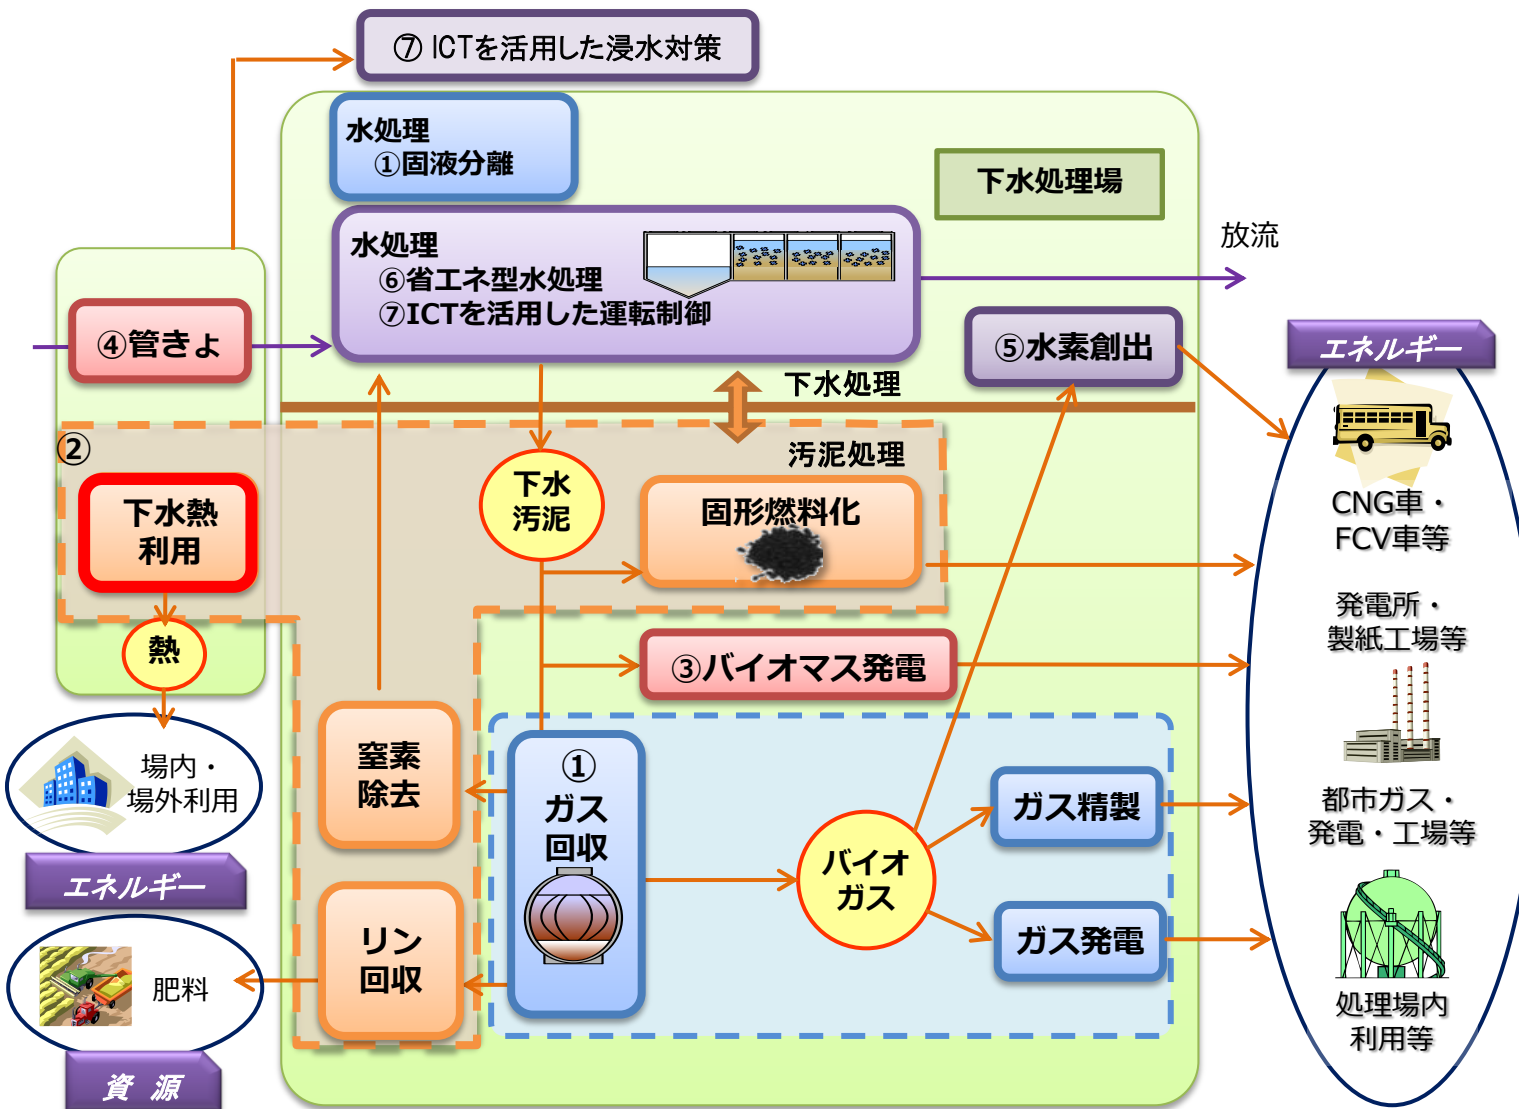 ⑦ ICTを活用した浸水対策
水処理
①固液分離
下水処理場
水処理
⑥省エネ型水処理
⑦ICTを活用した運転制御
放流
④管きょ
⑤水素創出
エネルギー
下水処理
②
汚泥処理
下水熱
利用
下水
汚泥
固形燃料化
CNG車・
FCV車等
熱
③バイオマス発電
発電所・
製紙工場等
場内・
場外利用
エネルギー
窒素
除去
①
ガス
回収
バイオ
ガス
ガス精製
都市ガス・
発電・工場等
リン
回収
ガス発電
肥料
資 源
処理場内
利用等